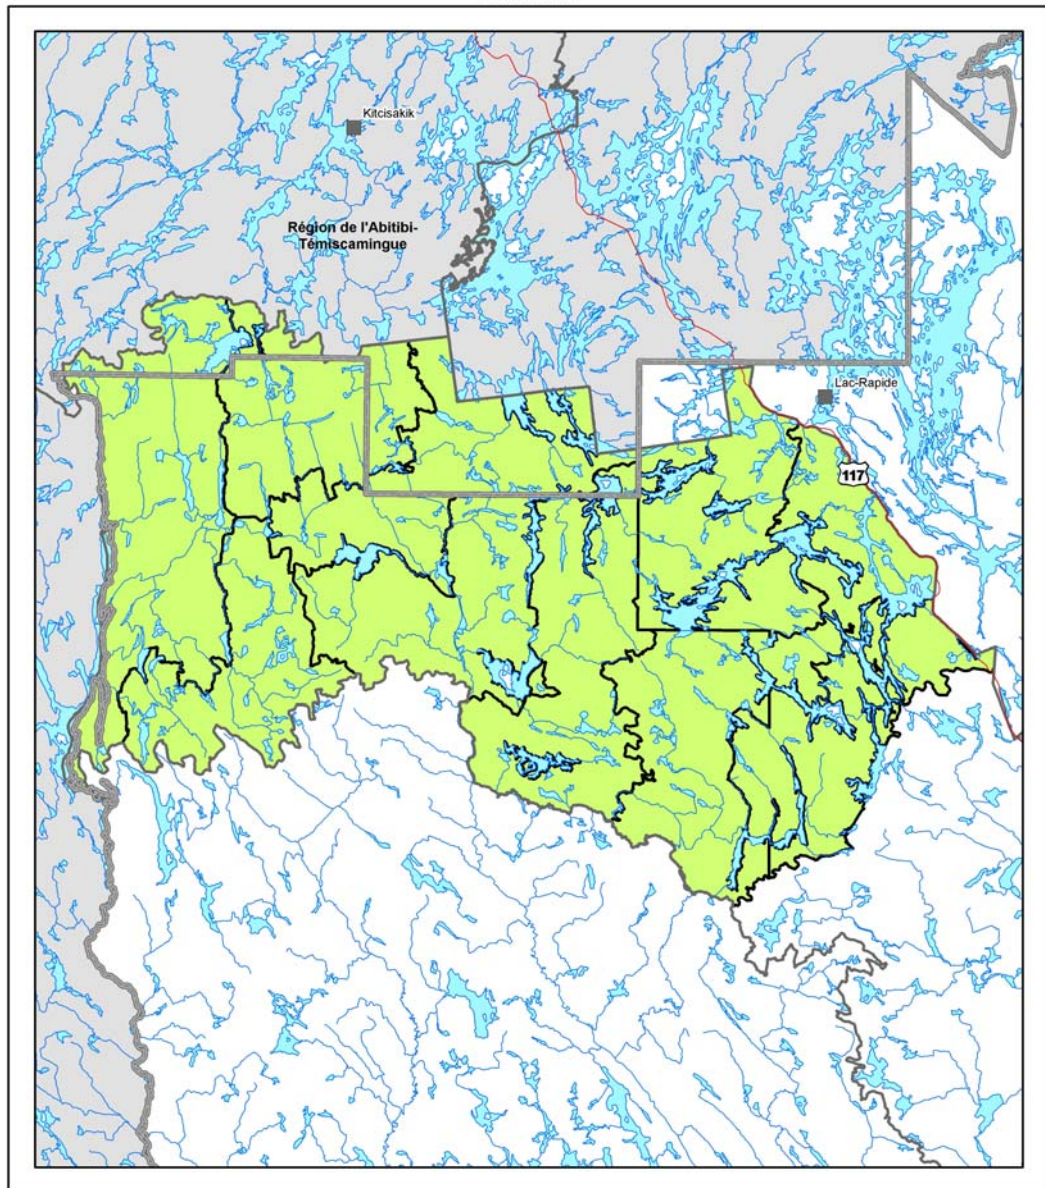 Kitcisakik
Région de l'Abitibi-
Témiscamingue
Lac-Rapide
117